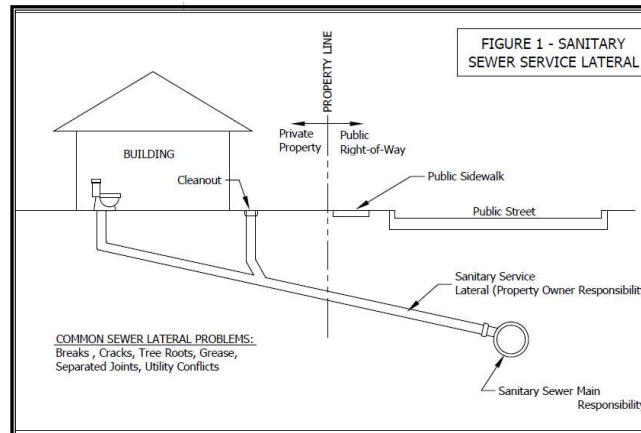 FIGURE 1 - SANITARY
SEWER SERVICE LATERAL
PROPERTY LINE
Private
Property
Public
Right-of-Way
BUILDING
Cleanout
Public Sidewalk
Public Street
Sanitary Service
Lateral (Property Owner Responsibility
COMMON SEWER LATERAL PROBLEMS:
Breaks , Cracks, Tree Roots, Grease,
Separated Joints, Utility Conflicts
Sanitary Sewer Main
Responsibility